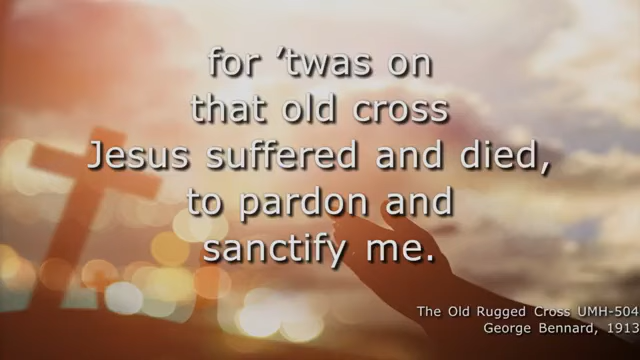 for ’twas on
that old cross
Jesus suffered and died,
to pardon and
sanctify me.
The Old Rugged Cross UMH-504
George Bennard, 1913